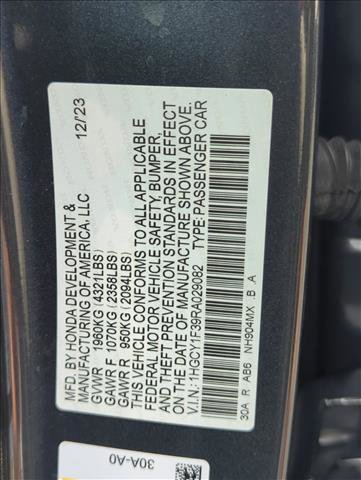 MFD. BY HONDA DEVELOPMENT & 12/23
MANUFACTURING OF AMERICA, LLC
GVWR 1960KG (4321LBS)
GAWR F 1070KG (2358LBS)
GAWR R 950KG (2094LBS)
THIS VEHICLE CONFORMS TO ALL APPLICABLE
FEDERAL MOTOR VEHICLE SAFETY, BUMPER,
AND THEFT PREVENTION STANDARDS IN EFFECT
ON THE DATE OF MANUFACTURE SHOWN ABOVE.
V.I.N.: 1HGCY1F39RA029082 TYPE: PASSENGER CAR
30A R AB6 NH904MX .B .A
30A-A0